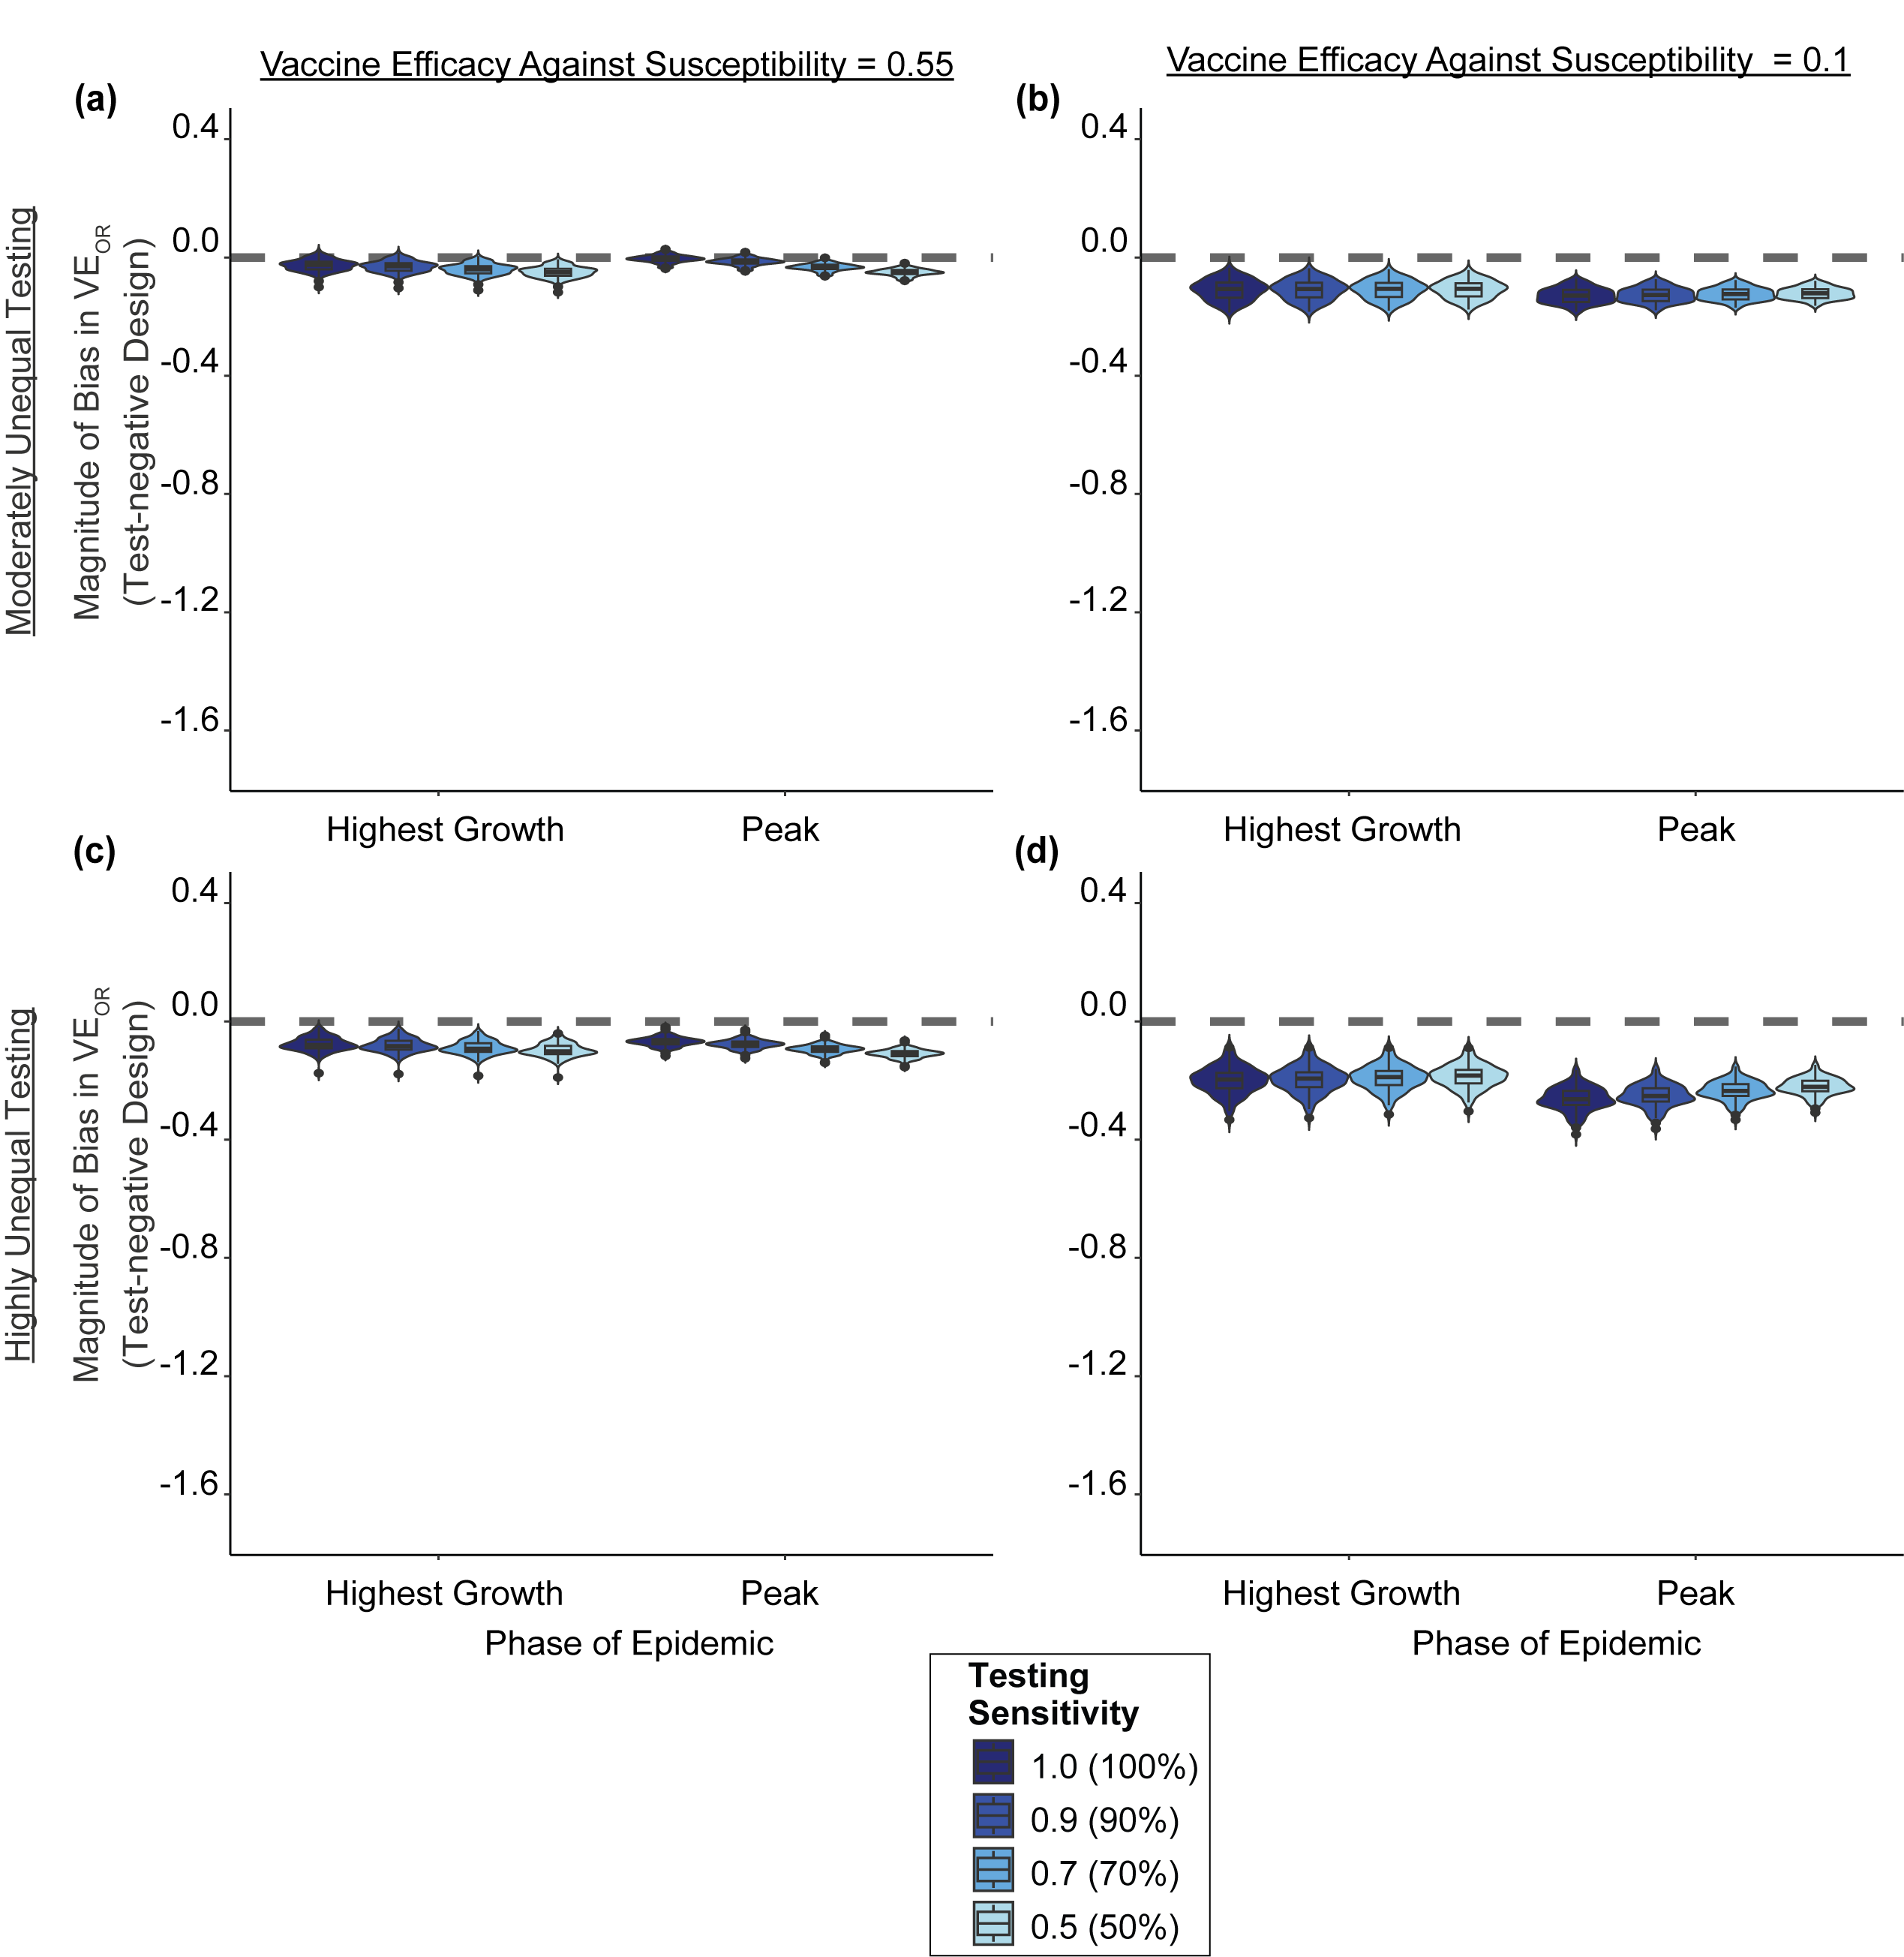 Vaccine Efficacy Against Susceptibility = 0.55
Vaccine Efficacy Against Susceptibility = 0.1
(a)
Moderately Unequal Testing
Magnitude of Bias in VE_OR
(Test-negative Design)
0.4
0.0
-0.4
-0.8
-1.2
-1.6
Highest Growth
Peak
(b)
0.4
0.0
-0.4
-0.8
-1.2
-1.6
Highest Growth
Peak
(c)
Highly Unequal Testing
Magnitude of Bias in VE_OR
(Test-negative Design)
0.4
0.0
-0.4
-0.8
-1.2
-1.6
Highest Growth
Peak
Phase of Epidemic
(d)
0.4
0.0
-0.4
-0.8
-1.2
-1.6
Highest Growth
Peak
Phase of Epidemic
Testing
Sensitivity
1.0 (100%)
0.9 (90%)
0.7 (70%)
0.5 (50%)